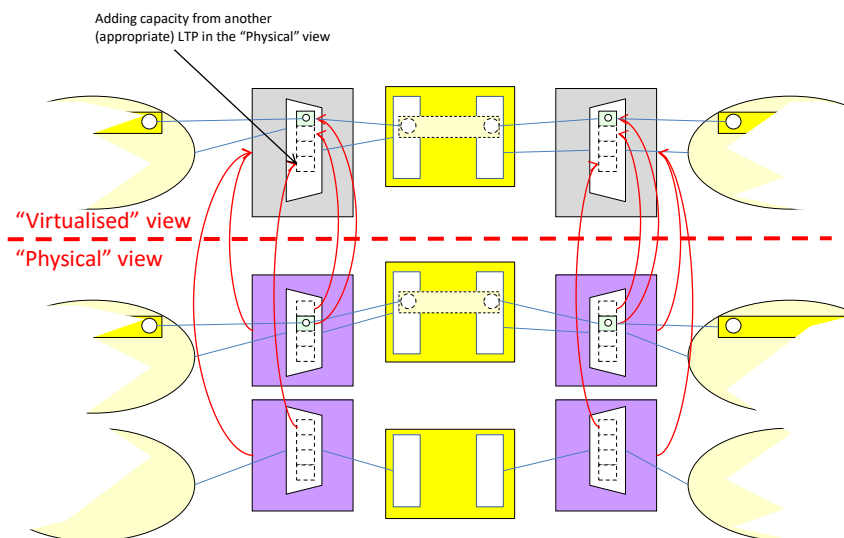 Adding capacity from another
(appropriate) LTP in the “Physical” view
“Virtualised” view
“Physical” view